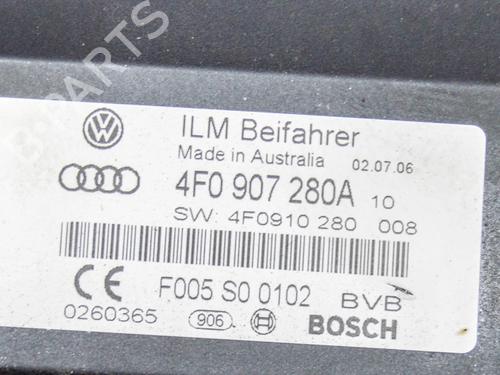 ILM Beifahrer
Made in Australia 02.07.06
4F0 907 280A 10
SW: 4F0910 280 008
F005 S0 0102 BVB
0260365 906 BOSCH